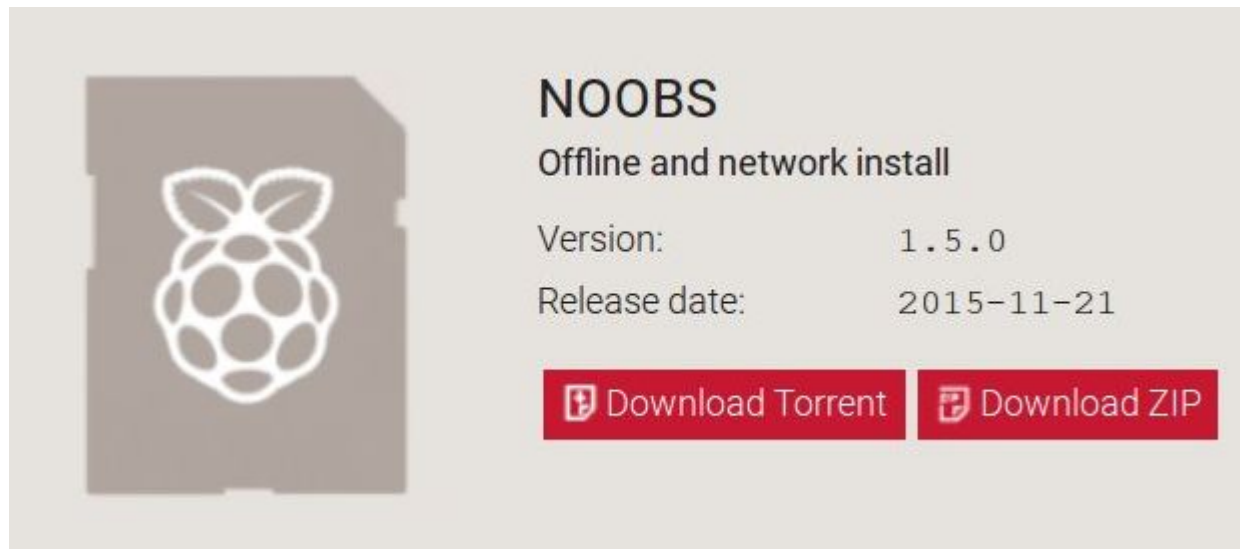 NOOBS
Offline and network install
Version: 1.5.0
Release date: 2015-11-21
Download Torrent Download ZIP